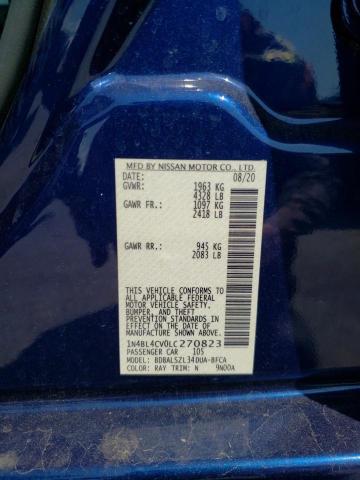 MFD BY NISSAN MOTOR CO., LTD.
DATE: 08/20
GVWR: 1963 KG
4328 LB
GAWR FR.: 1097 KG
2418 LB
GAWR RR.: 945 KG
2083 LB
THIS VEHICLE CONFORMS TO ALL
APPLICABLE FEDERAL
MOTOR VEHICLE SAFETY,
BUMPER, AND THEFT
PREVENTION STANDARDS
IN EFFECT ON THE DATE OF
MANUFACTURE SHOWN ABOVE.
1N4BL4CV0LC270823
PASSENGER CAR 105
MODEL: BDBALSZL34DUA-BFCA
COLOR: RAY TRIM: N 9N00A